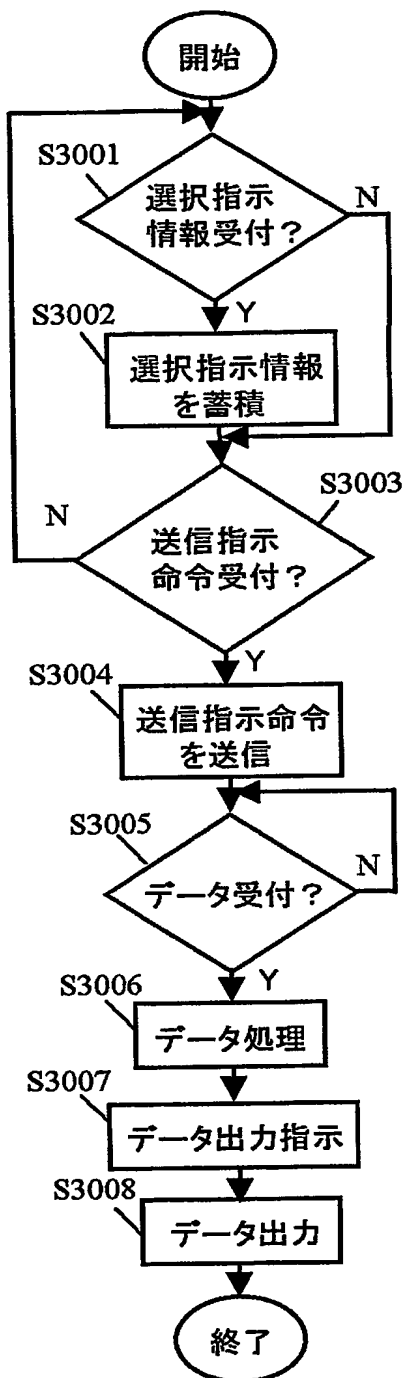 開始
S3001
選択指示
情報受付?
N
Y
S3002
選択指示情報
を蓄積
S3003
N
送信指示
命令受付?
Y
S3004
送信指示命令
を送信
S3005
データ受付?
N
Y
S3006
データ処理
S3007
データ出力指示
S3008
データ出力
終了